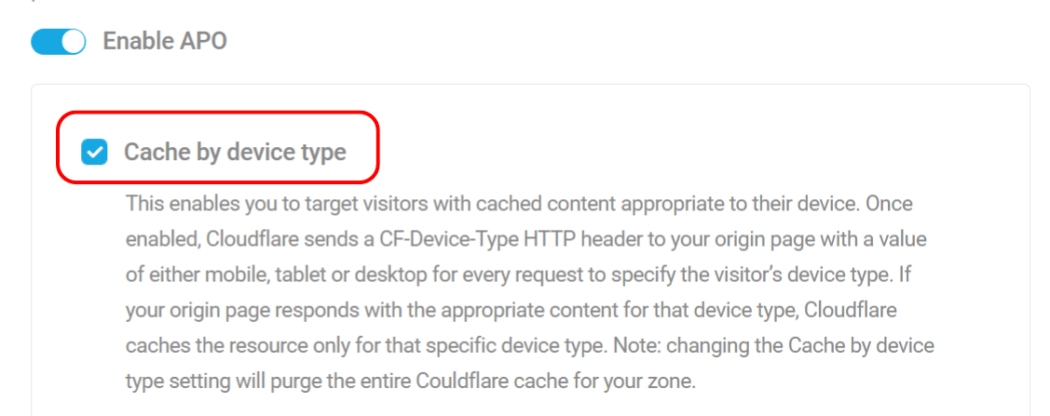 Enable APO
Cache by device type
This enables you to target visitors with cached content appropriate to their device. Once
enabled, Cloudflare sends a CF-Device-Type HTTP header to your origin page with a value
of either mobile, tablet or desktop for every request to specify the visitor's device type. If
your origin page responds with the appropriate content for that device type, Cloudflare
caches the resource only for that specific device type. Note: changing the Cache by device
type setting will purge the entire Couldflare cache for your zone.